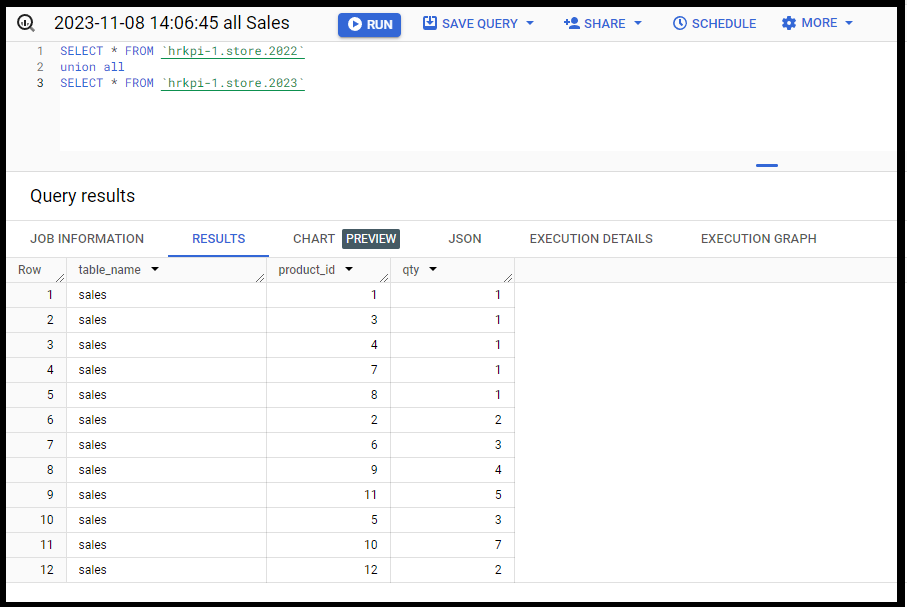 2023-11-08 14:06:45 all Sales RUN SAVE QUERY SHARE SCHEDULE MORE
1 SELECT * FROM `hrkpi-1.store.2022`
2 union all
3 SELECT * FROM `hrkpi-1.store.2023`
Query results
JOB INFORMATION RESULTS CHART PREVIEW JSON EXECUTION DETAILS EXECUTION GRAPH
Row table_name product_id qty
1 sales 1 1
2 sales 3 1
3 sales 4 1
4 sales 7 1
5 sales 8 1
6 sales 2 2
7 sales 6 3
8 sales 9 4
9 sales 11 5
10 sales 5 3
11 sales 10 7
12 sales 12 2